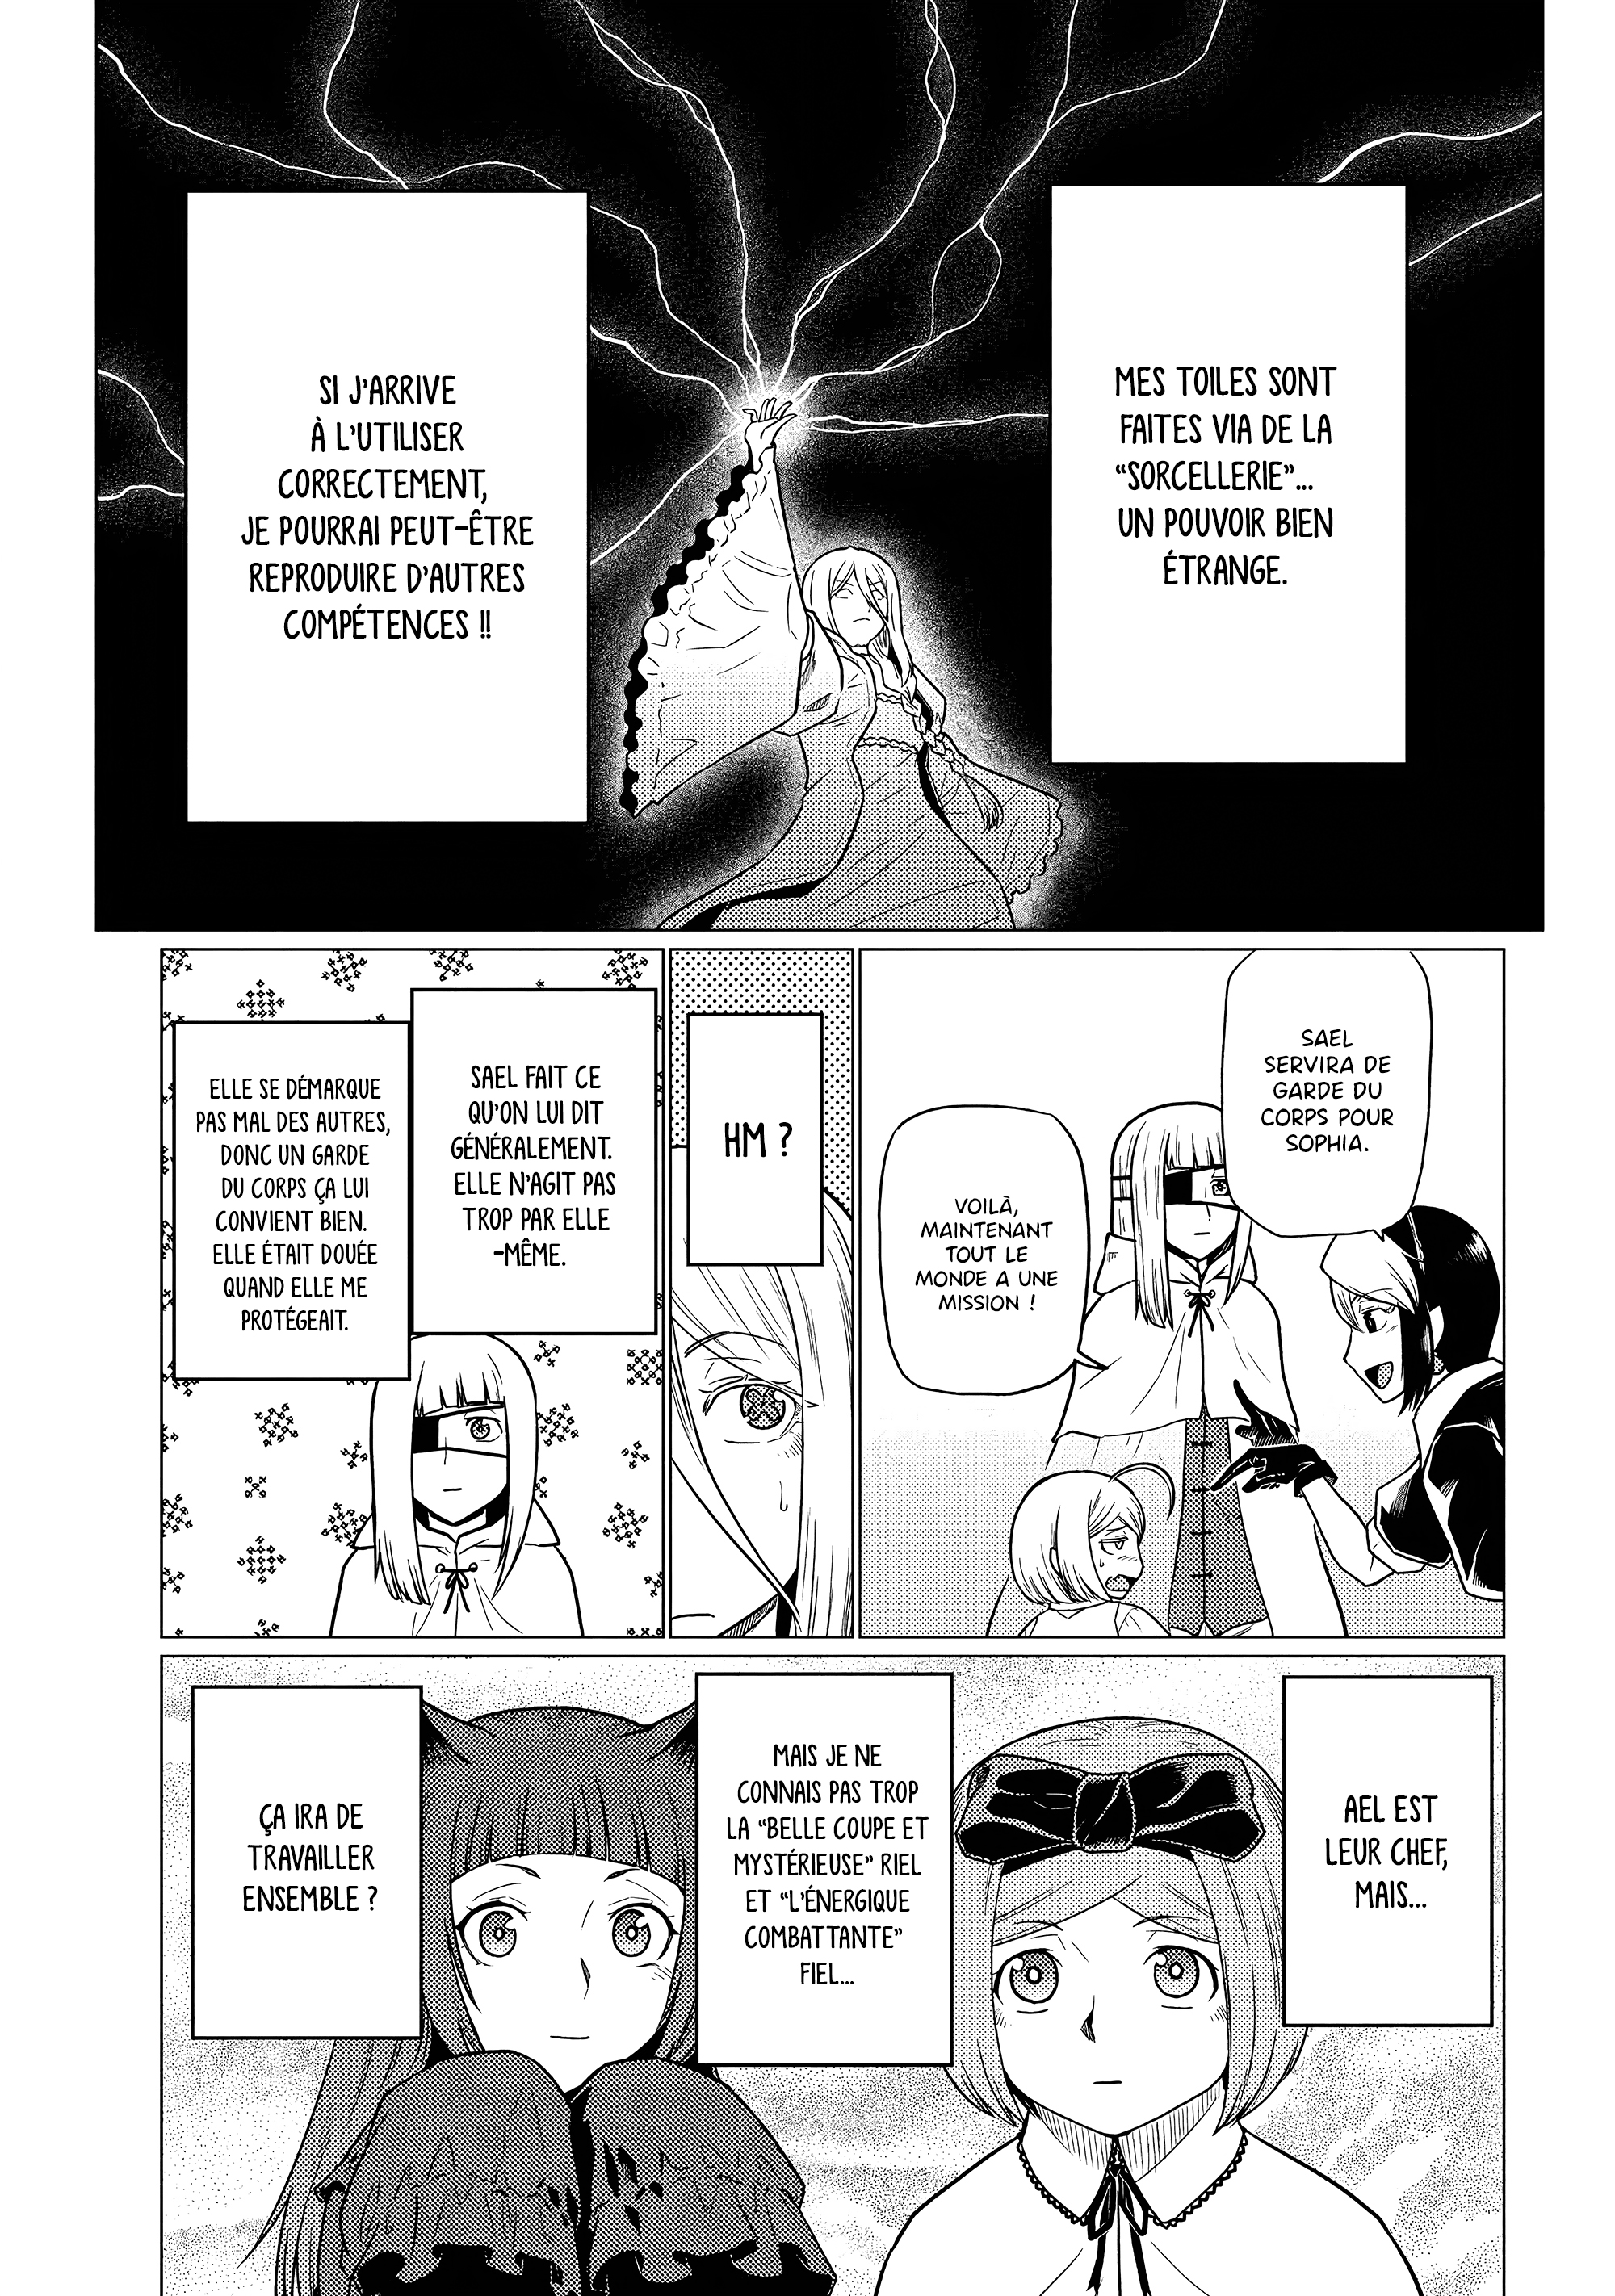 MES TOILES SONT
FAITES VIA DE LA
“SORCELLERIE”...
UN POUVOIR BIEN
ÉTRANGE.
SI J’ARRIVE
À L’UTILISER
CORRECTEMENT,
JE POURRAI PEUT-ÊTRE
REPRODUIRE D’AUTRES
COMPÉTENCES !!
SAEL
SERVIRA DE
GARDE DU
CORPS POUR
SOPHIA.
VOILÀ,
MAINTENANT
TOUT LE
MONDE A UNE
MISSION !
HM ?
SAEL FAIT CE
QU’ON LUI DIT
GÉNÉRALEMENT.
ELLE N’AGIT PAS
TROP PAR ELLE
-MÊME.
ELLE SE DÉMARQUE
PAS MAL DES AUTRES,
DONC UN GARDE
DU CORPS ÇA LUI
CONVIENT BIEN.
ELLE ÉTAIT DOUÉE
QUAND ELLE ME
PROTÉGEAIT.
AEL EST
LEUR CHEF,
MAIS...
MAIS JE NE
CONNAIS PAS TROP
LA “BELLE COUPE ET
MYSTÉRIEUSE” RIEL
ET “L’ÉNERGIQUE
COMBATTANTE”
FIEL...
ÇA IRA DE
TRAVAILLER
ENSEMBLE ?